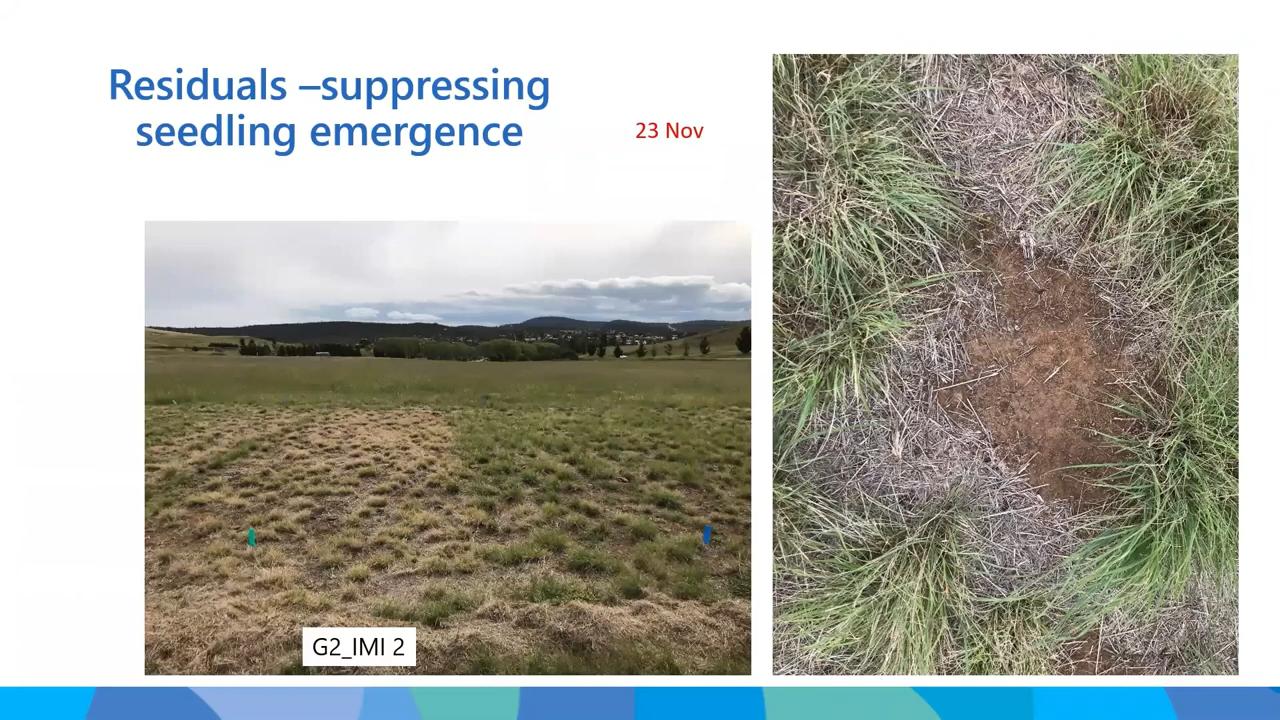 Residuals –suppressing
seedling emergence
23 Nov
G2_IMI 2